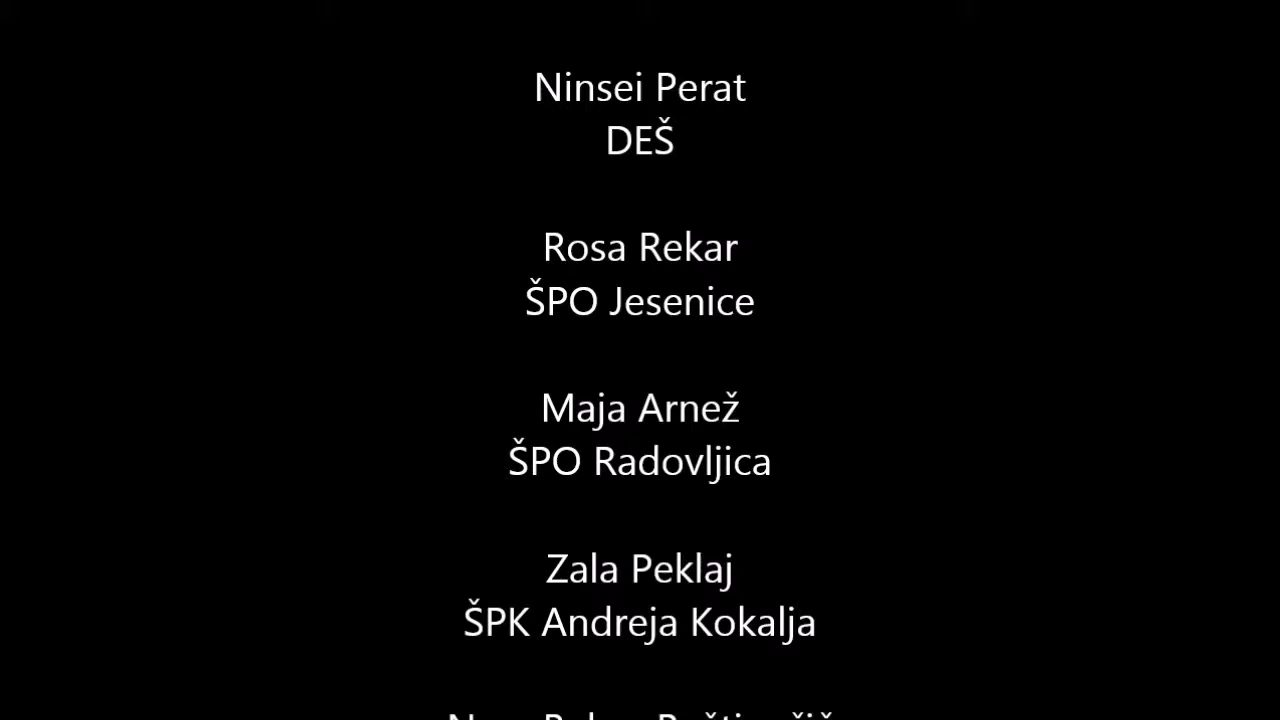 Ninsei Perat
DEŠ
Rosa Rekar
ŠPO Jesenice
Maja Arnež
ŠPO Radovljica
Zala Peklaj
ŠPK Andreja Kokalja